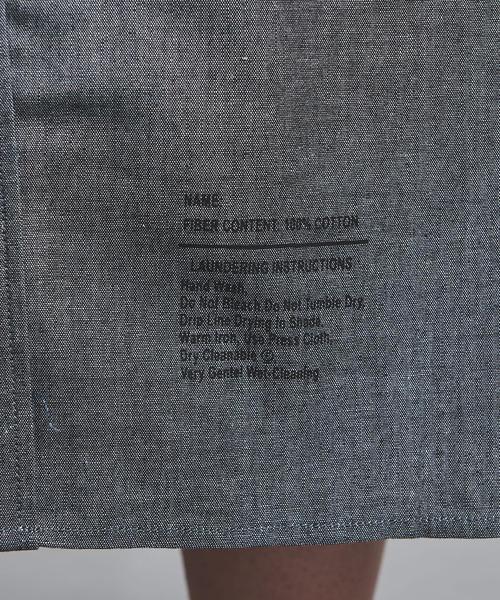 NAME:
FIBER CONTENT: 100% COTTON
LAUNDERING INSTRUCTIONS
Hand Wash,
Do Not Bleach, Do Not Tumble Dry,
Drip Line Drying In Shade,
Warm Iron, Use Press Cloth,
Dry Cleanable Ⓟ,
Very Gentel Wet-Cleaning